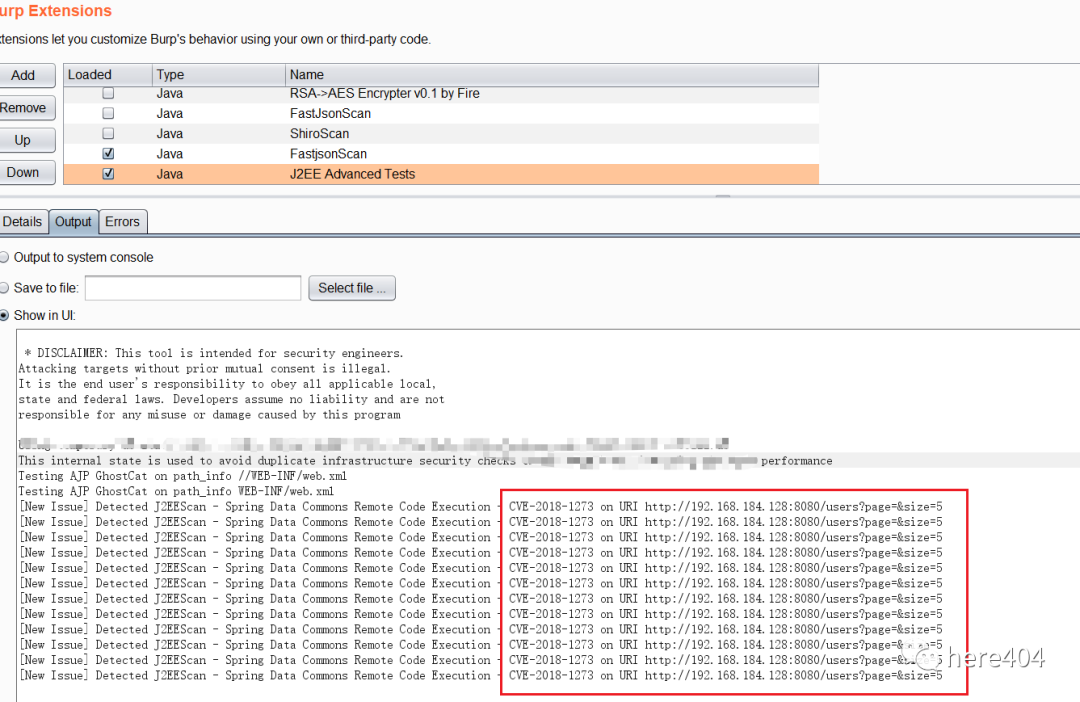 urp Extensions
xtensions let you customize Burp's behavior using your own or third-party code.
Add
Loaded Type Name
Java RSA->AES Encrypter v0.1 by Fire
Remove
Java FastJsonScan
Up
Java ShiroScan
Java FastjsonScan
Down
Java J2EE Advanced Tests
Details Output Errors
Output to system console
Save to file: Select file ...
Show in UI:
* DISCLAIMER: This tool is intended for security engineers.
Attacking targets without prior mutual consent is illegal.
It is the end user's responsibility to obey all applicable local,
state and federal laws. Developers assume no liability and are not
responsible for any misuse or damage caused by this program
This internal state is used to avoid duplicate infrastructure security checks performance
Testing AJP GhostCat on path_info //WEB-INF/web.xml
Testing AJP GhostCat on path_info WEB-INF/web.xml
[New Issue] Detected J2EEScan - Spring Data Commons Remote Code Execution - CVE-2018-1273 on URI http://192.168.184.128:8080/users?page=&size=5
[New Issue] Detected J2EEScan - Spring Data Commons Remote Code Execution - CVE-2018-1273 on URI http://192.168.184.128:8080/users?page=&size=5
[New Issue] Detected J2EEScan - Spring Data Commons Remote Code Execution - CVE-2018-1273 on URI http://192.168.184.128:8080/users?page=&size=5
[New Issue] Detected J2EEScan - Spring Data Commons Remote Code Execution - CVE-2018-1273 on URI http://192.168.184.128:8080/users?page=&size=5
[New Issue] Detected J2EEScan - Spring Data Commons Remote Code Execution - CVE-2018-1273 on URI http://192.168.184.128:8080/users?page=&size=5
[New Issue] Detected J2EEScan - Spring Data Commons Remote Code Execution - CVE-2018-1273 on URI http://192.168.184.128:8080/users?page=&size=5
[New Issue] Detected J2EEScan - Spring Data Commons Remote Code Execution - CVE-2018-1273 on URI http://192.168.184.128:8080/users?page=&size=5
[New Issue] Detected J2EEScan - Spring Data Commons Remote Code Execution - CVE-2018-1273 on URI http://192.168.184.128:8080/users?page=&size=5
[New Issue] Detected J2EEScan - Spring Data Commons Remote Code Execution - CVE-2018-1273 on URI http://192.168.184.128:8080/users?page=&size=5
[New Issue] Detected J2EEScan - Spring Data Commons Remote Code Execution - CVE-2018-1273 on URI http://192.168.184.128:8080/users?page=&size=5
[New Issue] Detected J2EEScan - Spring Data Commons Remote Code Execution - CVE-2018-1273 on URI http://192.168.184.128:8080/users?page=&size=5
[New Issue] Detected J2EEScan - Spring Data Commons Remote Code Execution - CVE-2018-1273 on URI http://192.168.184.128:8080/users?page=&size=5
here404